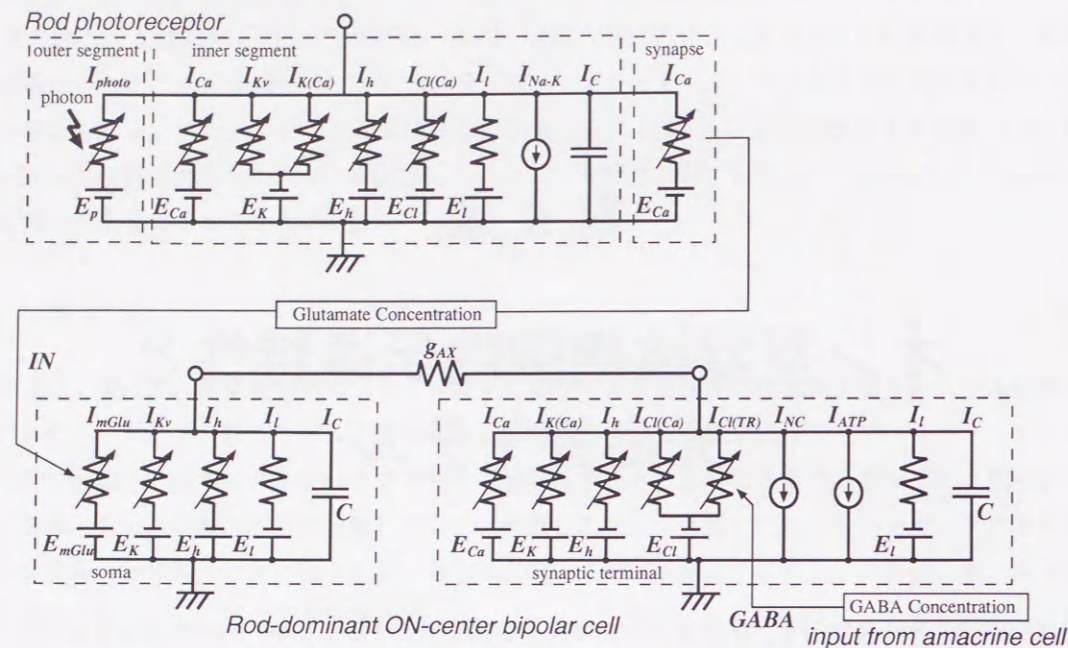 Rod photoreceptor
outer segment inner segment synapse
I_photo I_Ca I_Kv I_K(Ca) I_h I_Cl(Ca) I_l I_Na-K I_C I_Ca
photon
E_p E_Ca E_K E_h E_Cl E_l E_Ca
Glutamate Concentration
g_AX
IN
I_mGlu I_Kv I_h I_l I_C I_Ca I_K(Ca) I_h I_Cl(Ca) I_Cl(TR) I_NC I_ATP I_l I_C
C C
E_mGlu E_K E_h E_l E_Ca E_K E_h E_Cl E_l
soma synaptic terminal
GABA Concentration
Rod-dominant ON-center bipolar cell GABA
input from amacrine cell